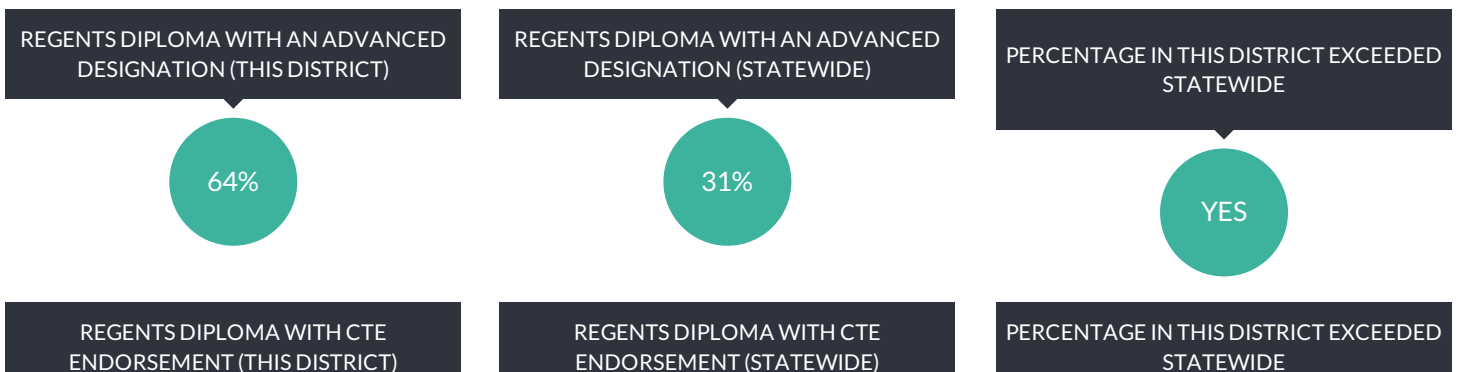 REGENTS DIPLOMA WITH AN ADVANCED
DESIGNATION (THIS DISTRICT)
64%
REGENTS DIPLOMA WITH AN ADVANCED
DESIGNATION (STATEWIDE)
31%
PERCENTAGE IN THIS DISTRICT EXCEEDED
STATEWIDE
YES
REGENTS DIPLOMA WITH CTE
ENDORSEMENT (THIS DISTRICT)
REGENTS DIPLOMA WITH CTE
ENDORSEMENT (STATEWIDE)
PERCENTAGE IN THIS DISTRICT EXCEEDED
STATEWIDE